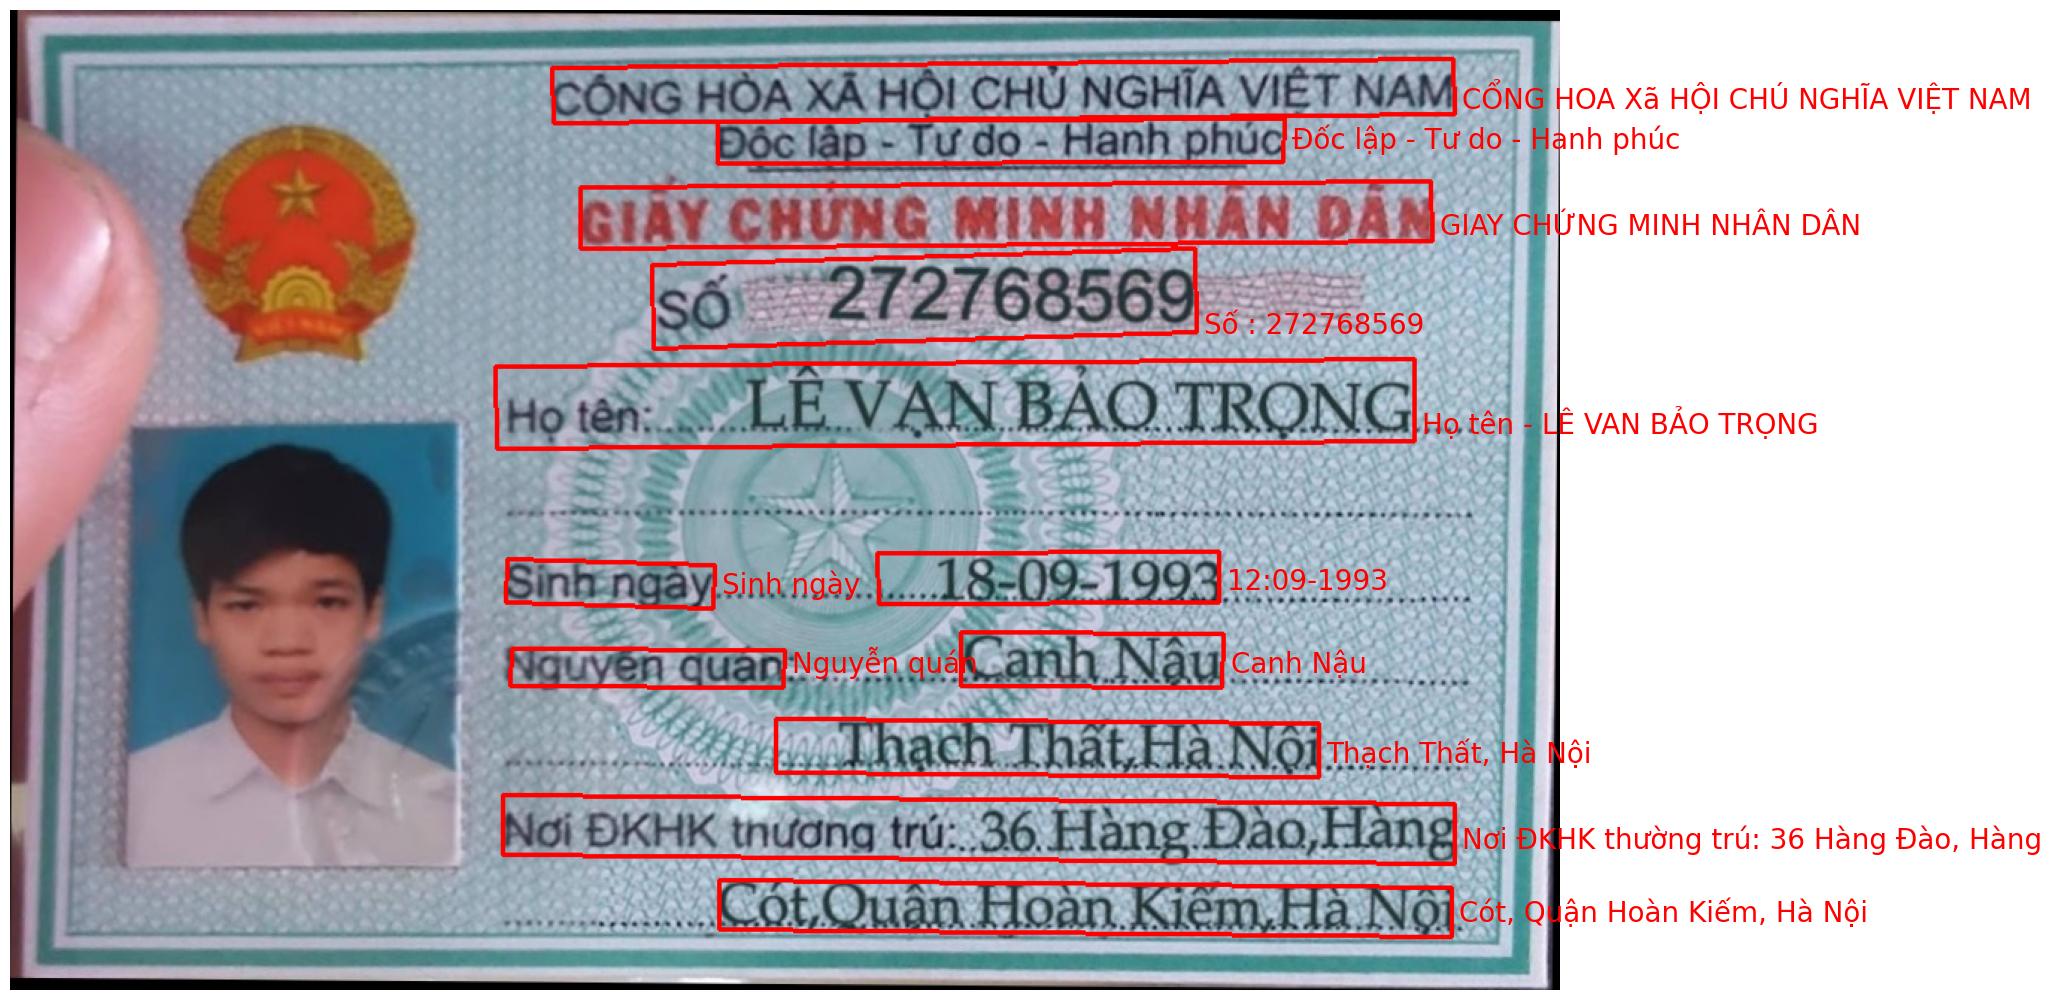 CỘNG HÒA XÃ HỘI CHỦ NGHĨA VIỆT NAM CỔNG HOA Xã HỘI CHÚ NGHĨA VIỆT NAM
Độc lập - Tự do - Hạnh phúc Đốc lập - Tư do - Hanh phúc
GIẤY CHỨNG MINH NHÂN DÂN GIAY CHỨNG MINH NHÂN DÂN
SỐ 272768569 Số : 272768569
Họ tên: LÊ VẠN BẢO TRỌNG Họ tên - LÊ VAN BẢO TRỌNG
Sinh ngày Sinh ngày 18-09-1993 12:09-1993
Nguyên quán Nguyễn quán Canh Nậu Canh Nậu
Thạch Thất,Hà Nội Thạch Thất, Hà Nội
Nơi ĐKHK thường trú: 36 Hàng Đào,Hàng Nơi ĐKHK thường trú: 36 Hàng Đào, Hàng
Cót,Quận Hoàn Kiếm,Hà Nội Cót, Quận Hoàn Kiếm, Hà Nội
VIỆT NAM